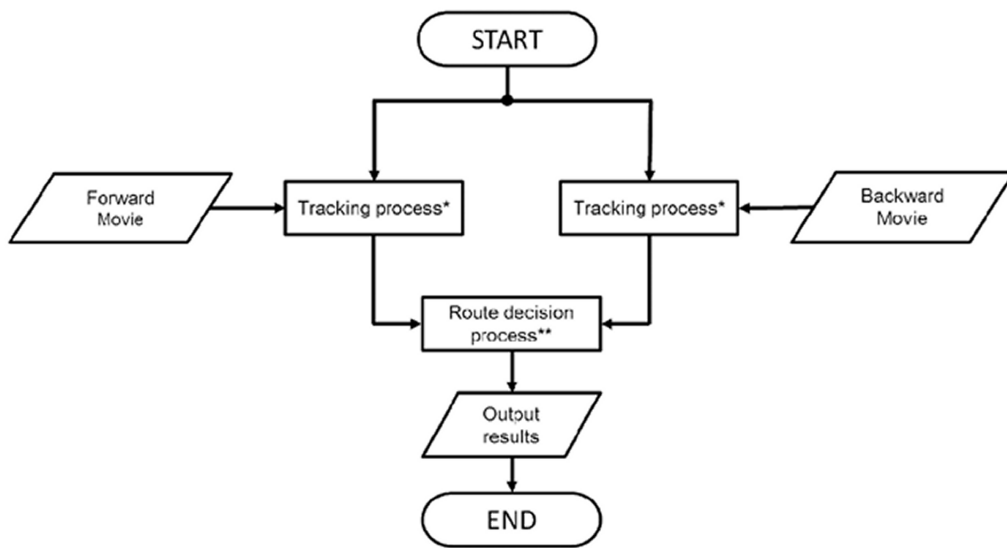 START
Forward
Movie
Tracking process*
Tracking process*
Backward
Movie
Route decision
process**
Output
results
END